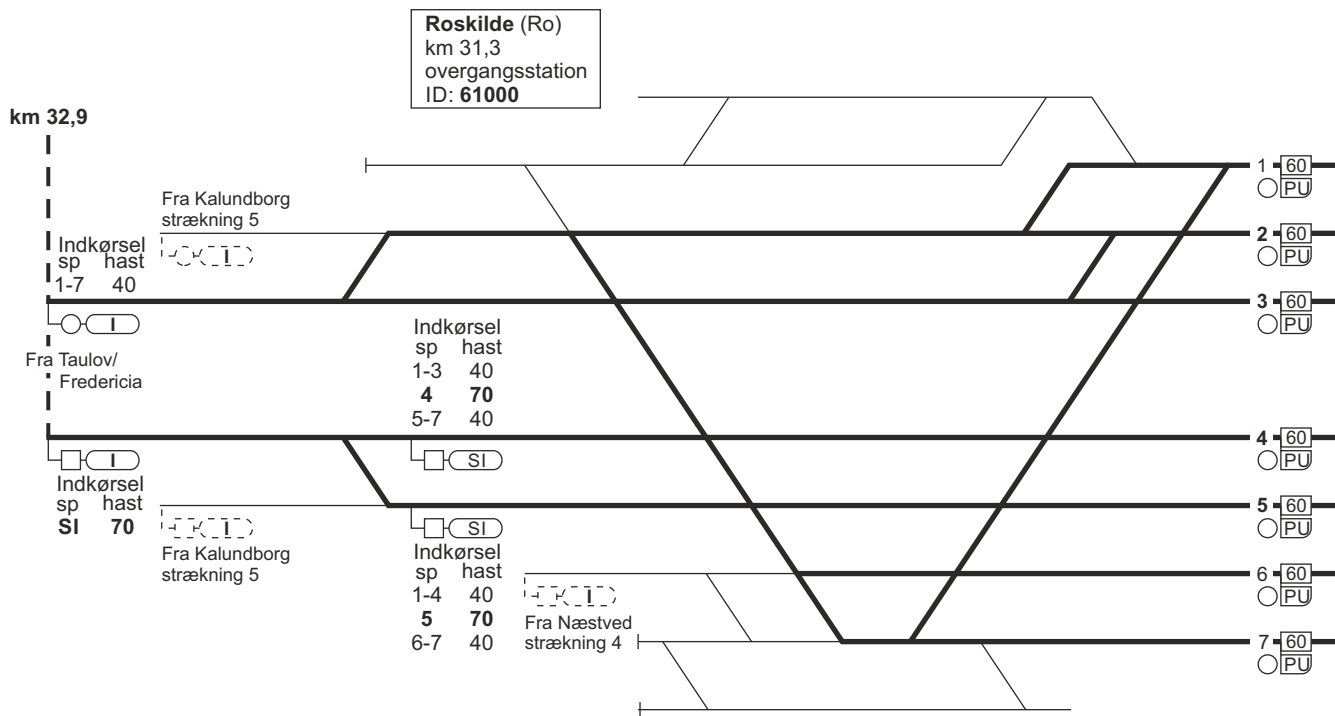 Roskilde (Ro)
km 31,3
overgangsstation
ID: 61000
km 32,9
Fra Kalundborg
strækning 5
I
Indkørsel
sp hast
1-7 40
I
Fra Taulov/
Fredericia
Indkørsel
sp hast
1-3 40
4 70
5-7 40
I
SI
Indkørsel
sp hast
SI 70
I
Fra Kalundborg
strækning 5
SI
Indkørsel
sp hast
1-4 40
5 70
6-7 40
I
Fra Næstved
strækning 4
1 60
PU
2 60
PU
3 60
PU
4 60
PU
5 60
PU
6 60
PU
7 60
PU